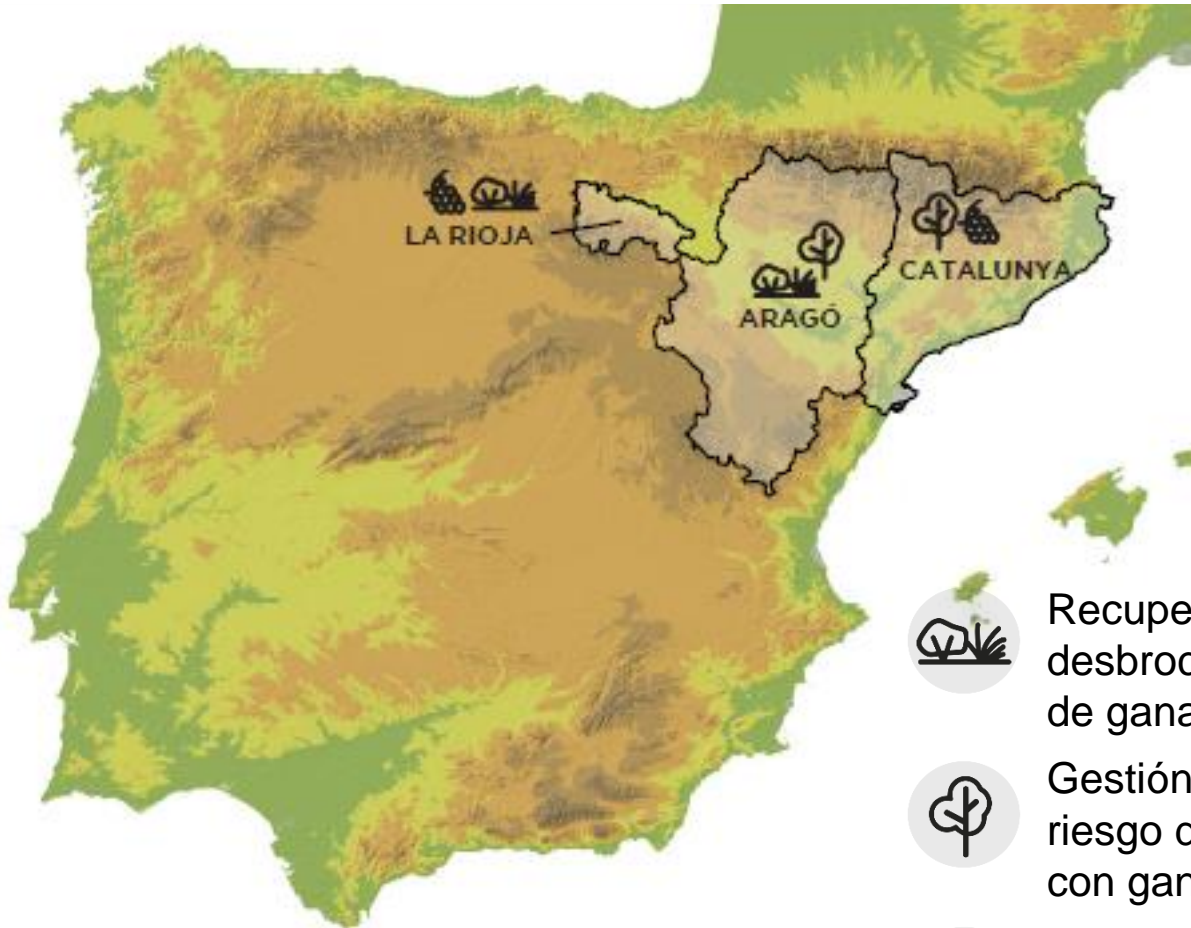 LA RIOJA
CATALUNYA
ARAGÓ
Recupe
desbroc
de gana
Gestión
riesgo d
con gan